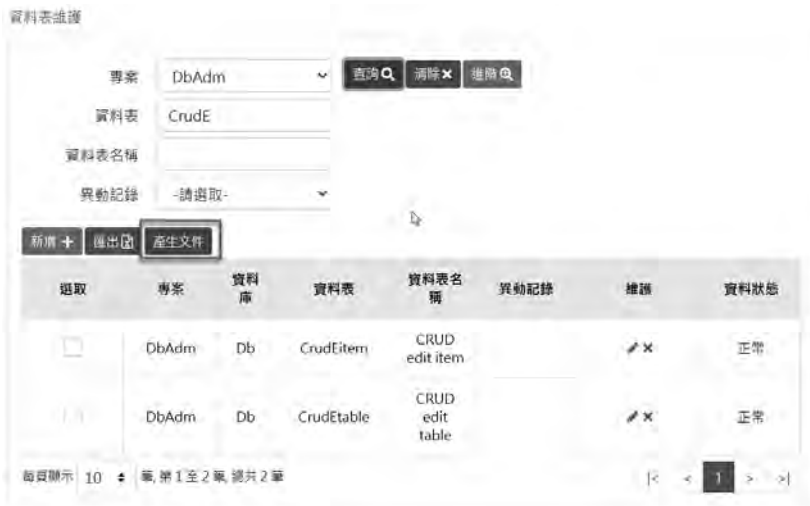 資料表維護
專案 DbAdm 查詢 清除 進階
資料表 CrudE
資料表名稱
異動記錄 -請選取-
新增 匯出 產生文件
選取 專案 資料庫 資料表 資料表名稱 異動記錄 維護 資料狀態
DbAdm Db CrudEitem CRUD edit item 正常
DbAdm Db CrudEtable CRUD edit table 正常
每頁顯示 10 筆, 第 1 至 2 筆, 總共 2 筆 |< < 1 > >|